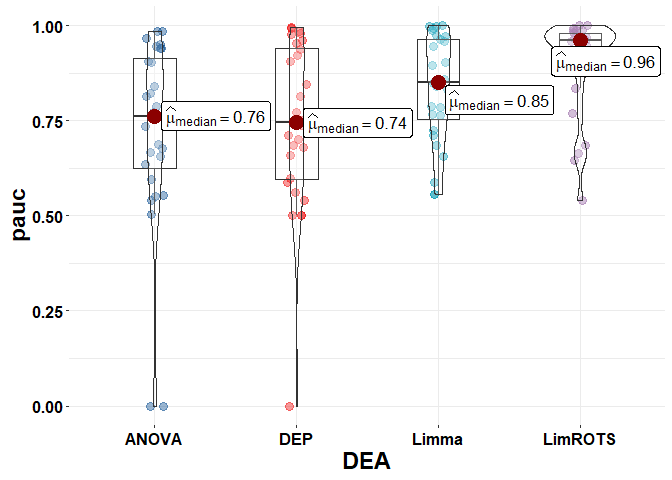 1.00
0.75
0.50
0.25
0.00
pauc
μ̂median = 0.76
μ̂median = 0.74
μ̂median = 0.85
μ̂median = 0.96
ANOVA DEP Limma LimROTS
DEA